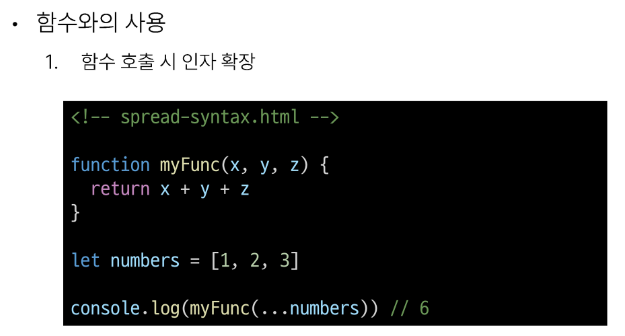 • 함수와의 사용
1. 함수 호출 시 인자 확장
<!-- spread-syntax.html -->
function myFunc(x, y, z) {
  return x + y + z
}
let numbers = [1, 2, 3]
console.log(myFunc(...numbers)) // 6